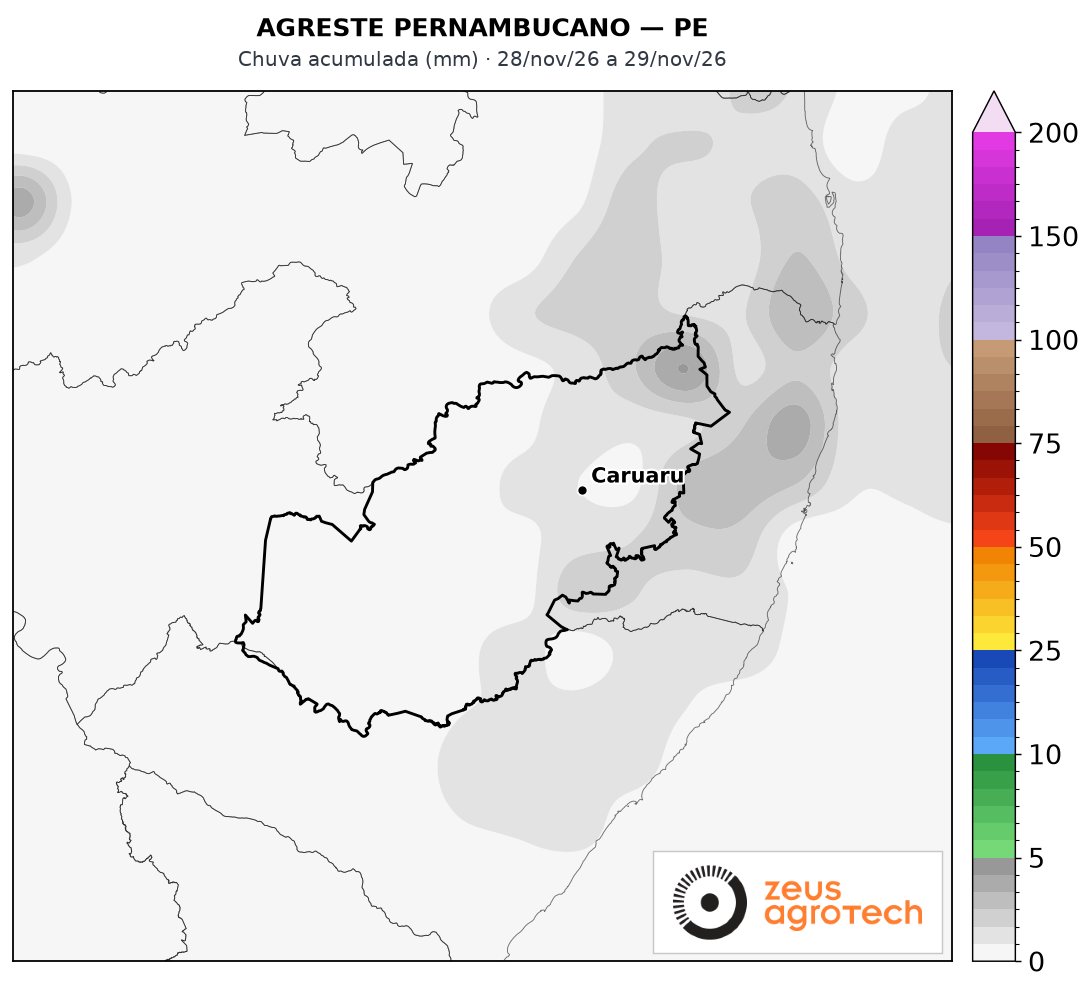 AGRESTE PERNAMBUCANO — PE
Chuva acumulada (mm) · 28/nov/26 a 29/nov/26
200
150
100
75
50
25
10
5
0
Caruaru
zeus
agrotech